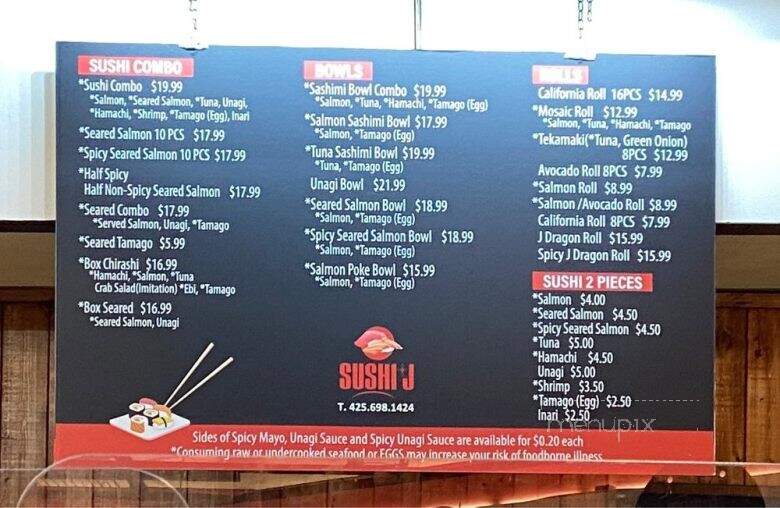 SUSHI COMBO
*Sushi Combo $19.99
*Salmon, *Seared Salmon, *Tuna, Unagi,
*Hamachi, *Shrimp, *Tamago (Egg), Inari
*Seared Salmon 10 PCS $17.99
*Spicy Seared Salmon 10 PCS $17.99
*Half Spicy
Half Non-Spicy Seared Salmon $17.99
*Seared Combo $17.99
*Served Salmon, Unagi, *Tamago
*Seared Tamago $5.99
*Box Chirashi $16.99
*Hamachi, *Salmon, *Tuna
Crab Salad(Imitation) *Ebi, *Tamago
*Box Seared $16.99
*Seared Salmon, Unagi
BOWLS
*Sashimi Bowl Combo $19.99
*Salmon, *Tuna, *Hamachi, *Tamago (Egg)
*Salmon Sashimi Bowl $17.99
*Salmon, *Tamago (Egg)
*Tuna Sashimi Bowl $19.99
*Tuna, *Tamago (Egg)
Unagi Bowl $21.99
*Seared Salmon Bowl $18.99
*Salmon, *Tamago (Egg)
*Spicy Seared Salmon Bowl $18.99
*Salmon, *Tamago (Egg)
*Salmon Poke Bowl $15.99
*Salmon, *Tamago (Egg)
SUSHI J
T. 425.698.1424
ROLLS
California Roll 16PCS $14.99
*Mosaic Roll $12.99
*Salmon, *Tuna, *Hamachi, *Tamago
*Tekamaki(*Tuna, Green Onion)
8PCS $12.99
Avocado Roll 8PCS $7.99
*Salmon Roll $8.99
*Salmon /Avocado Roll $8.99
California Roll 8PCS $7.99
J Dragon Roll $15.99
Spicy J Dragon Roll $15.99
SUSHI 2 PIECES
*Salmon $4.00
*Seared Salmon $4.50
*Spicy Seared Salmon $4.50
*Tuna $5.00
*Hamachi $4.50
Unagi $5.00
*Shrimp $3.50
*Tamago (Egg) $2.50
Inari $2.50
menupix
Sides of Spicy Mayo, Unagi Sauce and Spicy Unagi Sauce are available for $0.20 each
*Consuming raw or undercooked seafood or EGGS may increase your risk of foodborne illness